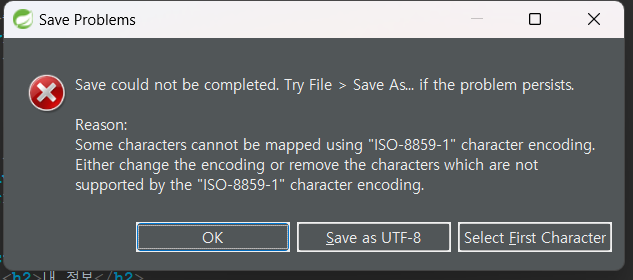 Save Problems
Save could not be completed. Try File > Save As... if the problem persists.
Reason:
Some characters cannot be mapped using "ISO-8859-1" character encoding.
Either change the encoding or remove the characters which are not
supported by the "ISO-8859-1" character encoding.
OK
Save as UTF-8
Select First Character
<h2>내 정보</h2>